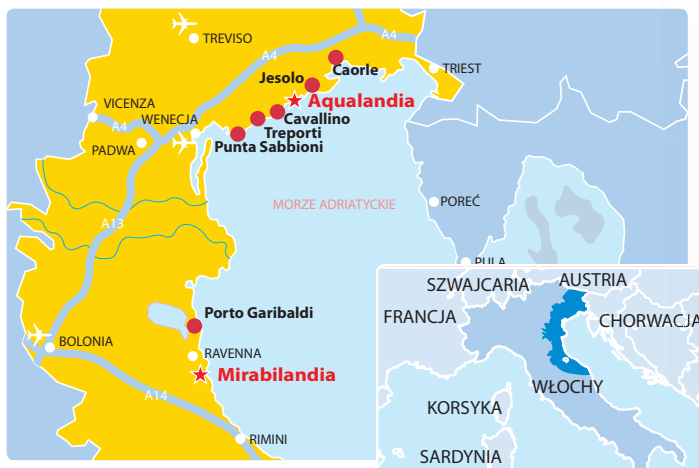 A4
TREVISO
A4
Caorle
TRIEST
Jesolo
Aqualandia
VICENZA
WENECJA
Cavallino
A4
Treporti
PADWA
Punta Sabbioni
MORZE ADRIATYCKIE
POREĆ
A13
PULA
SZWAJCARIA
AUSTRIA
FRANCJA
CHORWACJA
Porto Garibaldi
BOLONIA
RAVENNA
Mirabilandia
WŁOCHY
A14
KORSYKA
RIMINI
SARDYNIA